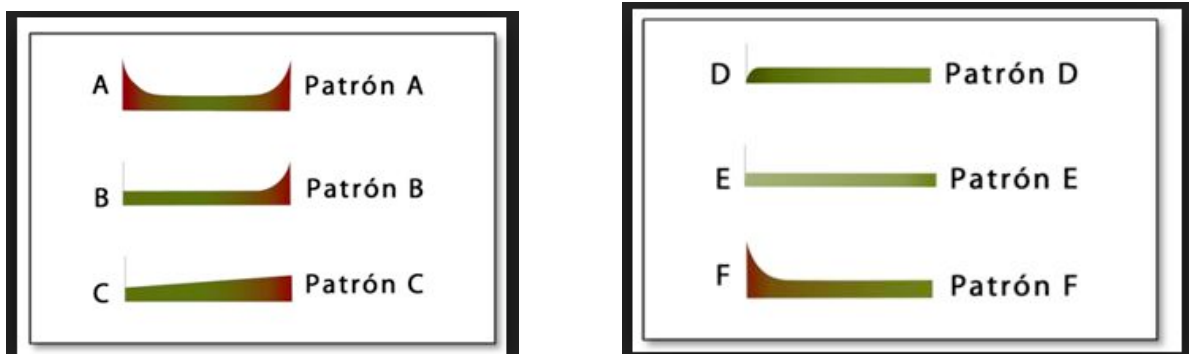 A Patrón A
B Patrón B
C Patrón C
D Patrón D
E Patrón E
F Patrón F